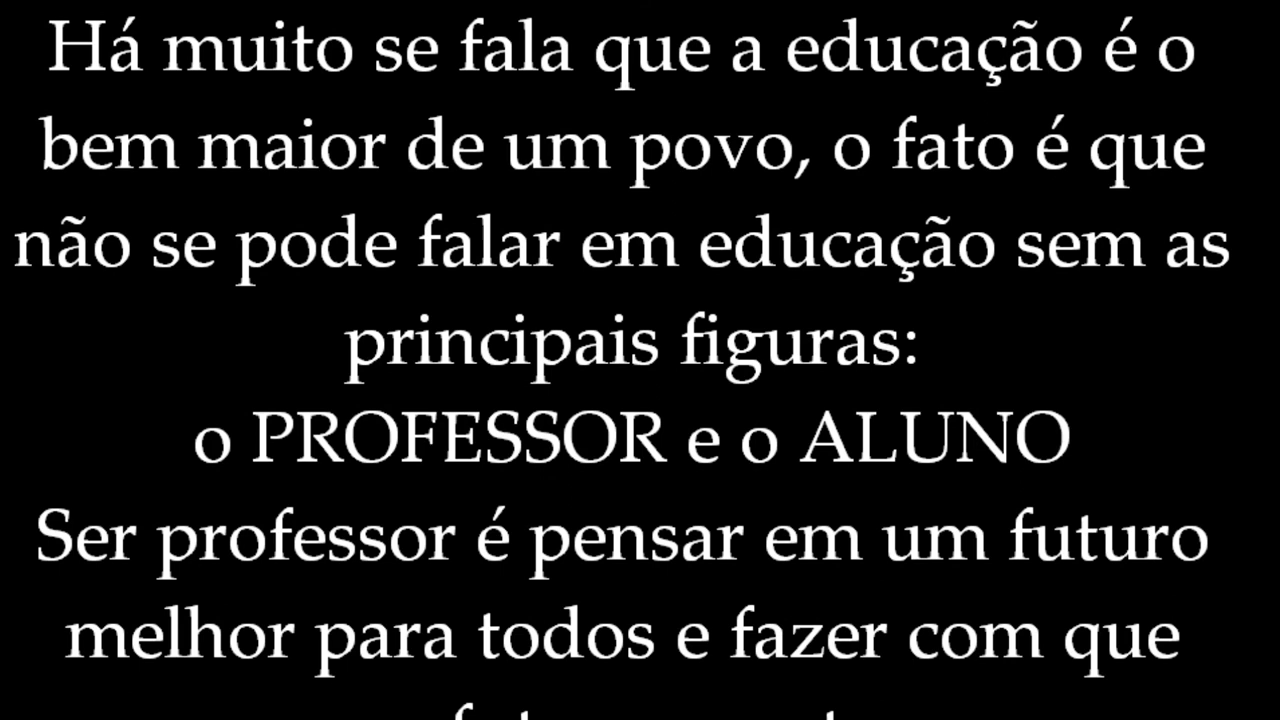 Há muito se fala que a educação é o
bem maior de um povo, o fato é que
não se pode falar em educação sem as
principais figuras:
o PROFESSOR e o ALUNO
Ser professor é pensar em um futuro
melhor para todos e fazer com que